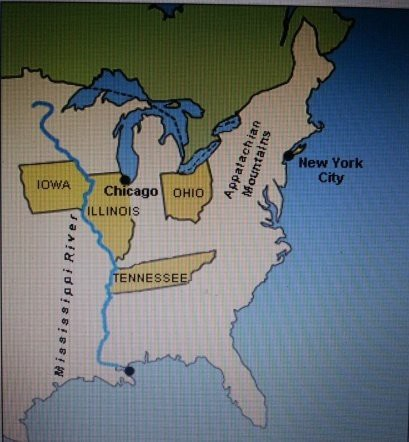 Appalachian
Mountains
New York
City
IOWA
Chicago
OHIO
ILLINOIS
Mississippi River
TENNESSEE